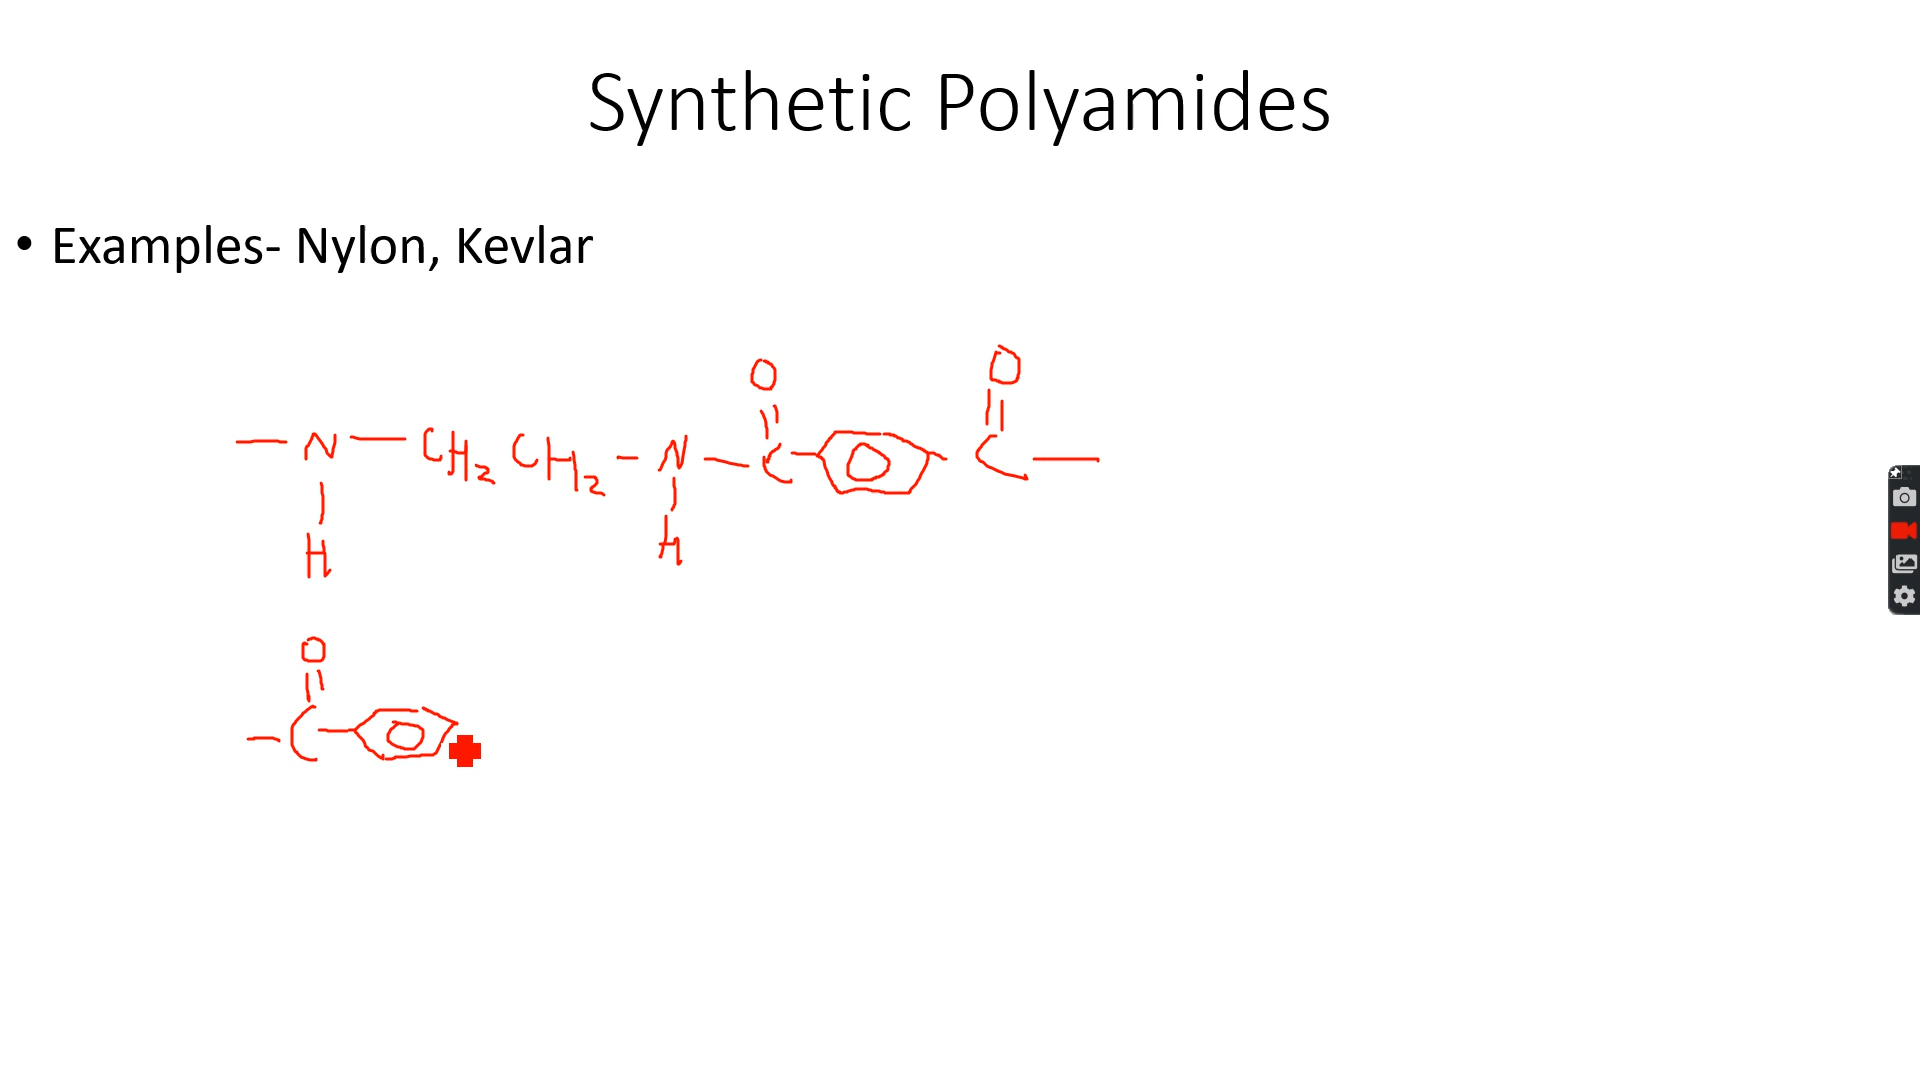 Synthetic Polyamides
• Examples- Nylon, Kevlar
O O
— N — CH₂ CH₂ - N — C C —
H H
O
- C